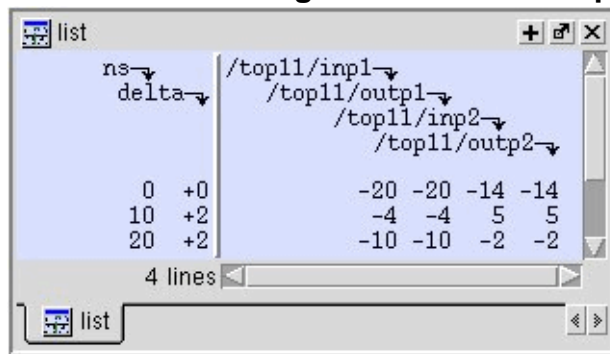 list
ns
delta
/top11/inp1
/top11/outp1
/top11/inp2
/top11/outp2
0 +0 -20 -20 -14 -14
10 +2 -4 -4 5 5
20 +2 -10 -10 -2 -2
4 lines
list